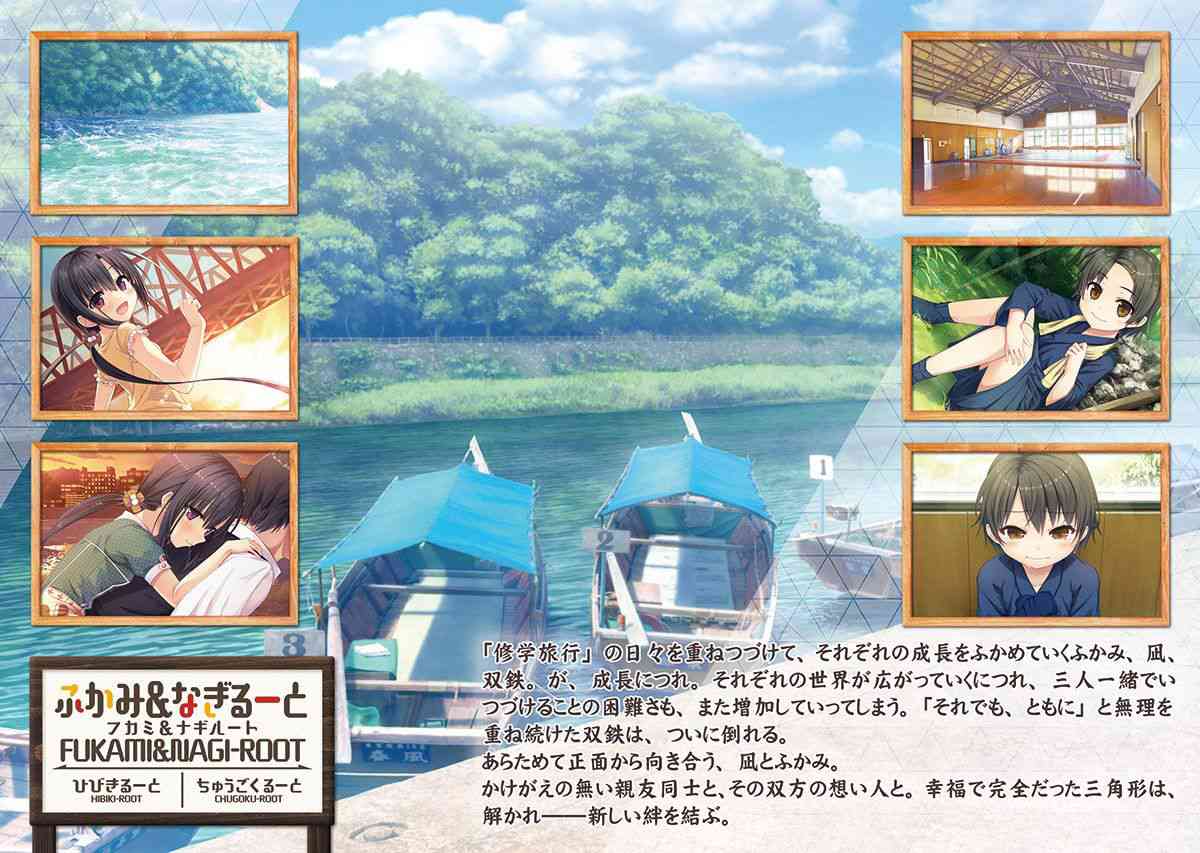 1
2
3
春風
「修学旅行」の日々を重ねつづけて、それぞれの成長をふかめていくふかみ、凪、
双鉄。が、成長につれ。それぞれの世界が広がっていくにつれ、三人一緒でい
つづけることの困難さも、また増加していってしまう。「それでも、ともに」と無理を
重ね続けた双鉄は、ついに倒れる。
あらためて正面から向き合う、凪とふかみ。
かけがえの無い親友同士と、その双方の想い人と。幸福で完全だった三角形は、
解かれ――新しい絆を結ぶ。
ふかみ&なぎるーと
フカミ&ナギルート
FUKAMI&NAGI-ROOT
ひびきるーと
HIBIKI-ROOT
ちゅうごくるーと
CHUGOKU-ROOT